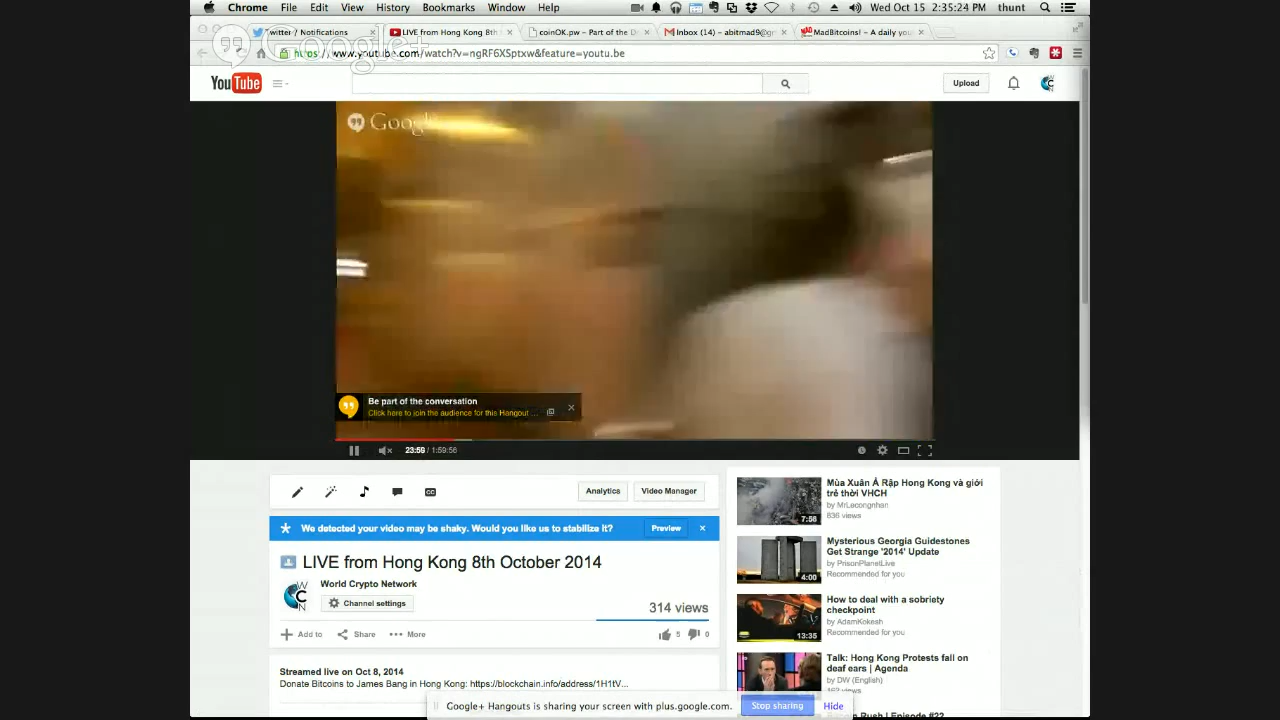 Chrome File Edit View History Bookmarks Window Help Wed Oct 15 2:35:24 PM thunt
Twitter / Notifications
LIVE from Hong Kong 8th
coinOK.pw – Part of the D
Inbox (14) – abitmad9@gm
MadBitcoins! – A daily you
Google+
https://www.youtube.com/watch?v=ngRF6XSptxw&feature=youtu.be
YouTube
Upload
Google
Be part of the conversation
Click here to join the audience for this Hangout ...
23:59 / 1:59:56
Analytics
Video Manager
We detected your video may be shaky. Would you like us to stabilize it?
Preview
LIVE from Hong Kong 8th October 2014
WCN
World Crypto Network
Channel settings
314 views
Add to
Share
More
5
0
Streamed live on Oct 8, 2014
Donate Bitcoins to James Bang in Hong Kong: https://blockchain.info/address/1H1tV...
7:56
Mùa Xuân Ả Rập Hong Kong và giới
trẻ thời VHCH
by MrLecongnhan
836 views
4:00
Mysterious Georgia Guidestones
Get Strange '2014' Update
by PrisonPlanetLive
Recommended for you
13:35
How to deal with a sobriety
checkpoint
by AdamKokesh
Recommended for you
Talk: Hong Kong Protests fall on
deaf ears | Agenda
by DW (English)
Google+ Hangouts is sharing your screen with plus.google.com.
Stop sharing
Hide